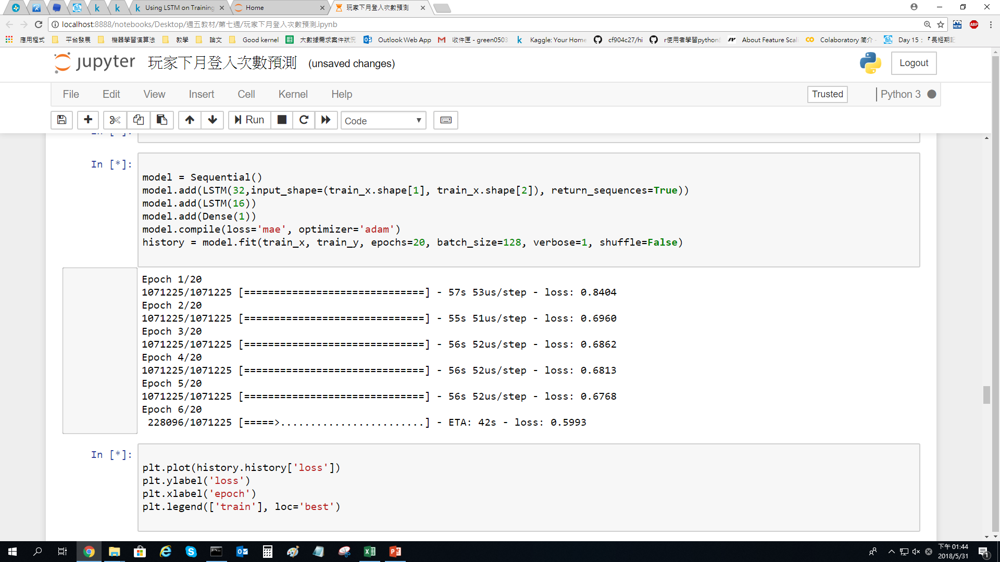 Using LSTM on Training
Home
玩家下月登入次數預測
localhost:8888/notebooks/Desktop/週五教材/第七週/玩家下月登入次數預測.ipynb
應用程式 平台發展 機器學習演算法 教學 論文 Good kernel 大數據需求案件狀況 Outlook Web App 收件匣 - green0503 Kaggle: Your Home cf904c27/hi r使用者學習python About Feature Scali Colaboratory 簡介 - Day 15：『長短期記
jupyter 玩家下月登入次數預測 (unsaved changes)
Logout
File Edit View Insert Cell Kernel Help
Trusted
Python 3
Run
Code
In [*]:
model = Sequential()
model.add(LSTM(32,input_shape=(train_x.shape[1], train_x.shape[2]), return_sequences=True))
model.add(LSTM(16))
model.add(Dense(1))
model.compile(loss='mae', optimizer='adam')
history = model.fit(train_x, train_y, epochs=20, batch_size=128, verbose=1, shuffle=False)
Epoch 1/20
1071225/1071225 [==============================] - 57s 53us/step - loss: 0.8404
Epoch 2/20
1071225/1071225 [==============================] - 55s 51us/step - loss: 0.6960
Epoch 3/20
1071225/1071225 [==============================] - 56s 52us/step - loss: 0.6862
Epoch 4/20
1071225/1071225 [==============================] - 56s 52us/step - loss: 0.6813
Epoch 5/20
1071225/1071225 [==============================] - 56s 52us/step - loss: 0.6768
Epoch 6/20
228096/1071225 [=====>........................] - ETA: 42s - loss: 0.5993
In [*]:
plt.plot(history.history['loss'])
plt.ylabel('loss')
plt.xlabel('epoch')
plt.legend(['train'], loc='best')
下午 01:44
2018/5/31